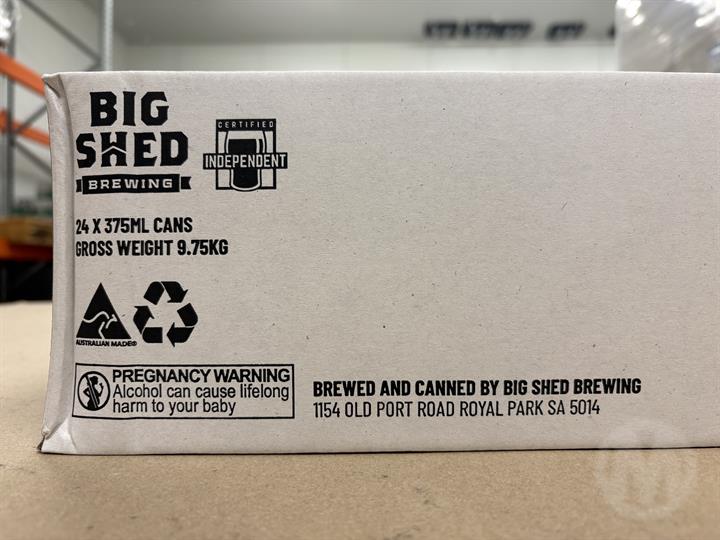 BIG
SHED
BREWING
CERTIFIED
INDEPENDENT
24 X 375ML CANS
GROSS WEIGHT 9.75KG
AUSTRALIAN MADE®
PREGNANCY WARNING
Alcohol can cause lifelong
harm to your baby
BREWED AND CANNED BY BIG SHED BREWING
1154 OLD PORT ROAD ROYAL PARK SA 5014